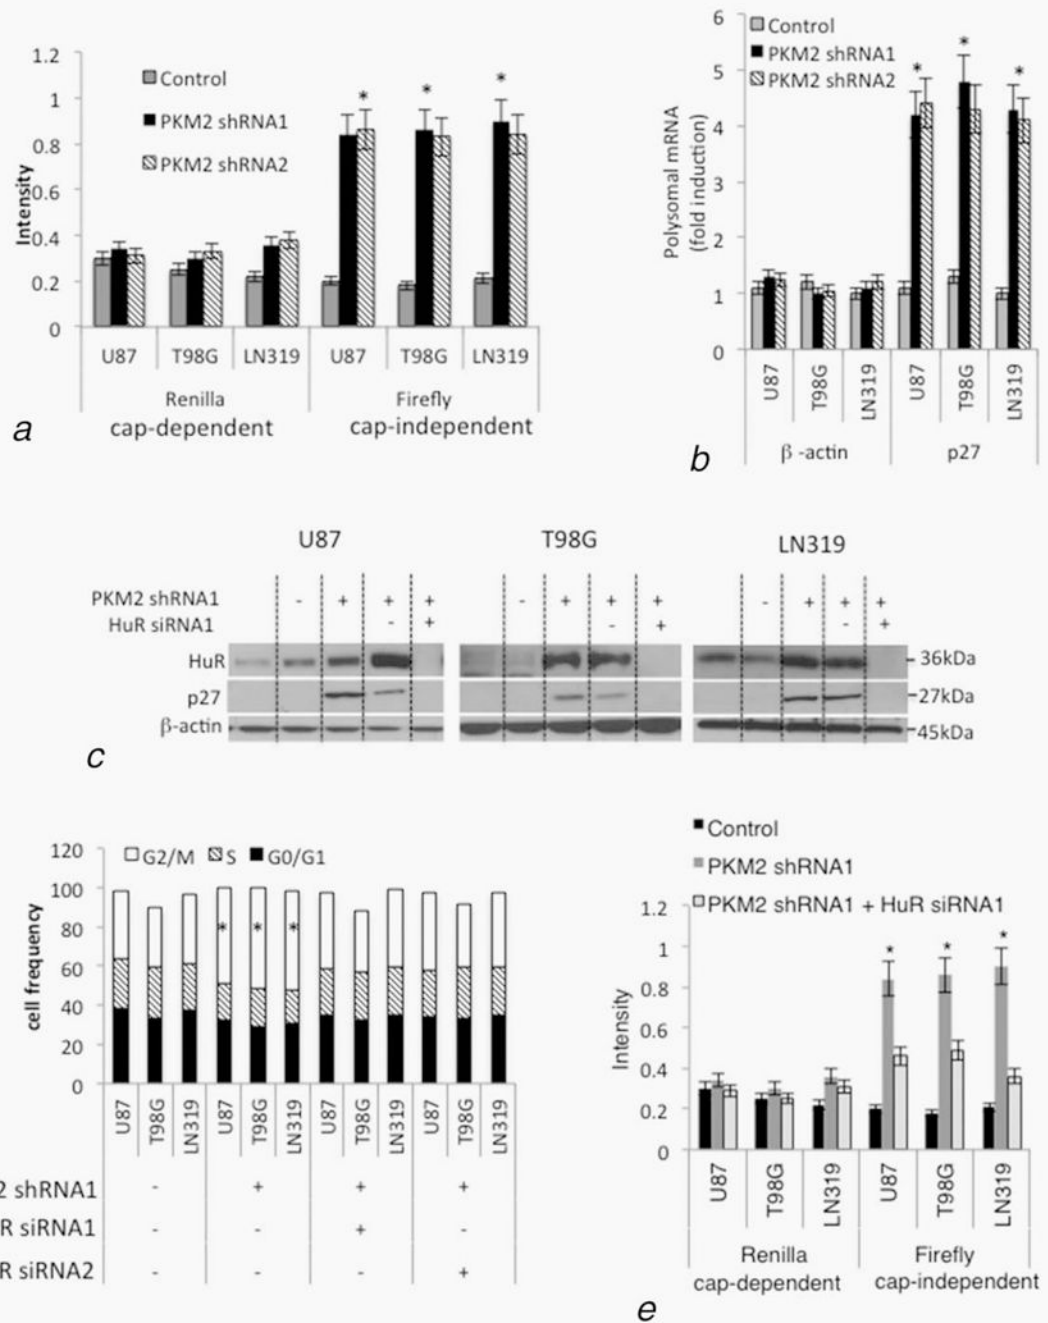 1.2
1
0.8
0.6
0.4
0.2
0
Intensity
Control
PKM2 shRNA1
PKM2 shRNA2
* * *
U87 T98G LN319 U87 T98G LN319
Renilla Firefly
cap-dependent cap-independent
a
6
5
4
3
2
1
0
Polysomal mRNA
(fold induction)
Control
PKM2 shRNA1
PKM2 shRNA2
* * *
U87 T98G LN319 U87 T98G LN319
β -actin p27
b
U87 T98G LN319
PKM2 shRNA1 - + + + - + + + - + + +
HuR siRNA1 - + - + - +
HuR 36kDa
p27 27kDa
β-actin 45kDa
c
120
100
80
60
40
20
0
cell frequency
G2/M S G0/G1
* * *
U87 T98G LN319 U87 T98G LN319 U87 T98G LN319 U87 T98G LN319
2 shRNA1 - + + +
R siRNA1 - - + -
R siRNA2 - - - +
Control
PKM2 shRNA1
PKM2 shRNA1 + HuR siRNA1
1.2
1
0.8
0.6
0.4
0.2
0
Intensity
* * *
U87 T98G LN319 U87 T98G LN319
Renilla Firefly
cap-dependent cap-independent
e